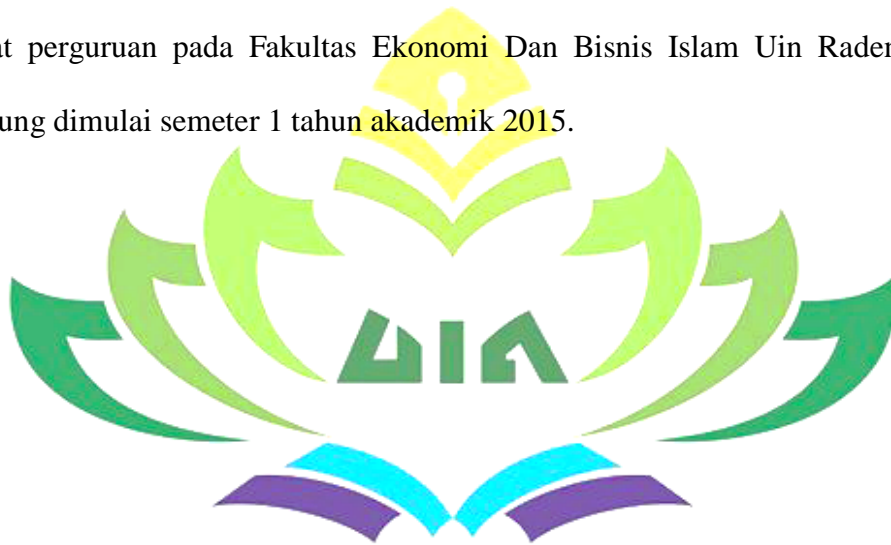 at perguruan pada Fakultas Ekonomi Dan Bisnis Islam Uin Raden
ung dimulai semeter 1 tahun akademik 2015.
UIN